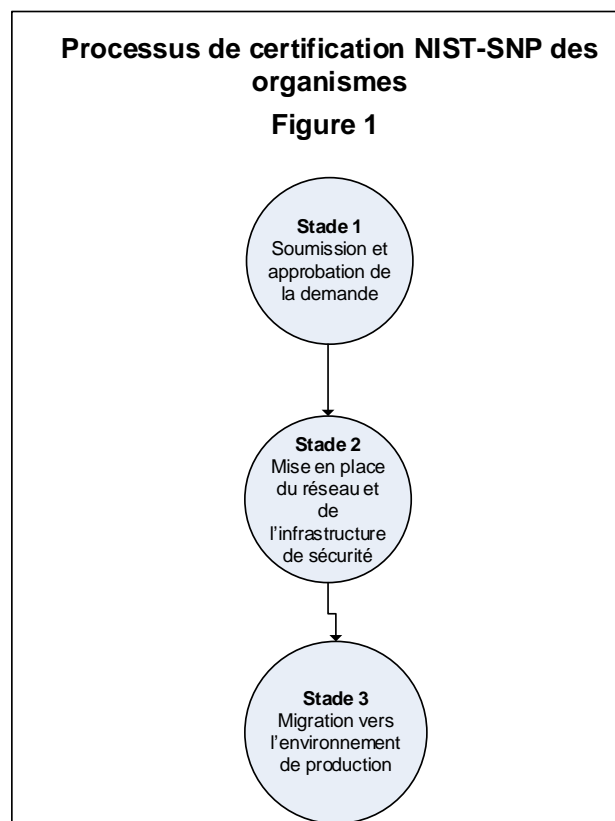 Processus de certification NIST-SNP des
organismes
Figure 1
Stade 1
Soumission et
approbation de
la demande
Stade 2
Mise en place
du réseau et
de
l'infrastructure
de sécurité
Stade 3
Migration vers
l'environnement
de production